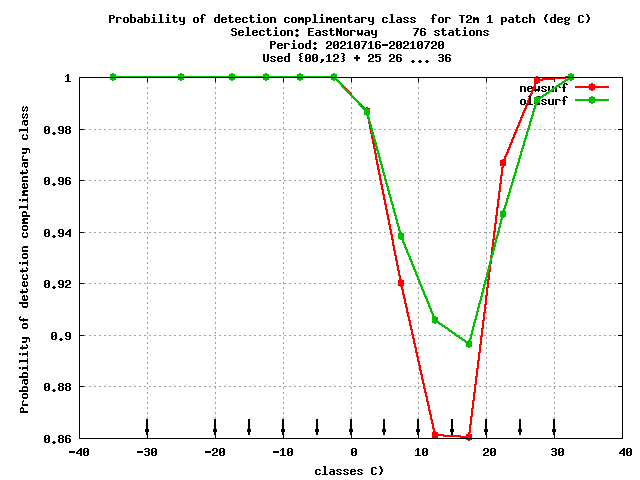 Probability of detection complimentary class for T2m 1 patch (deg C)
Selection: EastNorway 76 stations
Period: 20210716-20210720
Used {00,12} + 25 26 ... 36
Probability of detection complimentary class
1
0,98
0,96
0,94
0,92
0,9
0,88
0,86
newsurf
oldsurf
-40 -30 -20 -10 0 10 20 30 40
classes C)